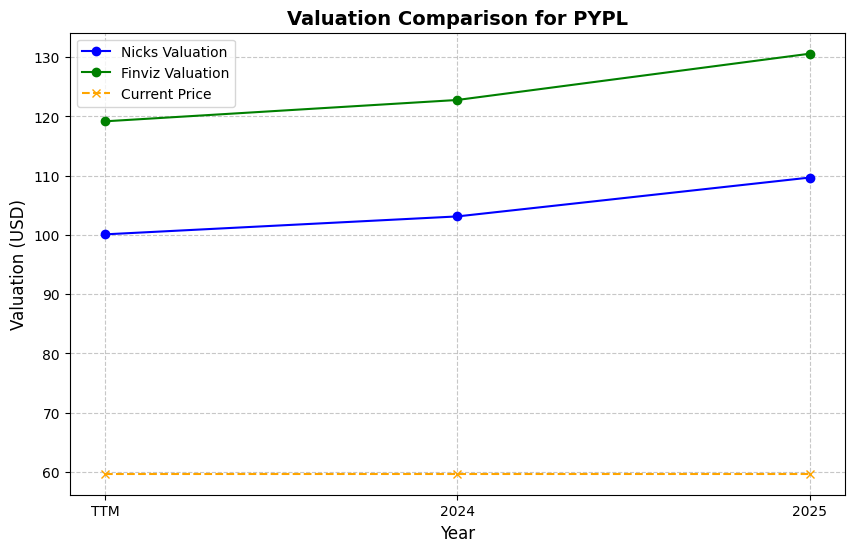 Valuation Comparison for PYPL
Nicks Valuation
Finviz Valuation
Current Price
Valuation (USD)
130
120
110
100
90
80
70
60
TTM 2024 2025
Year